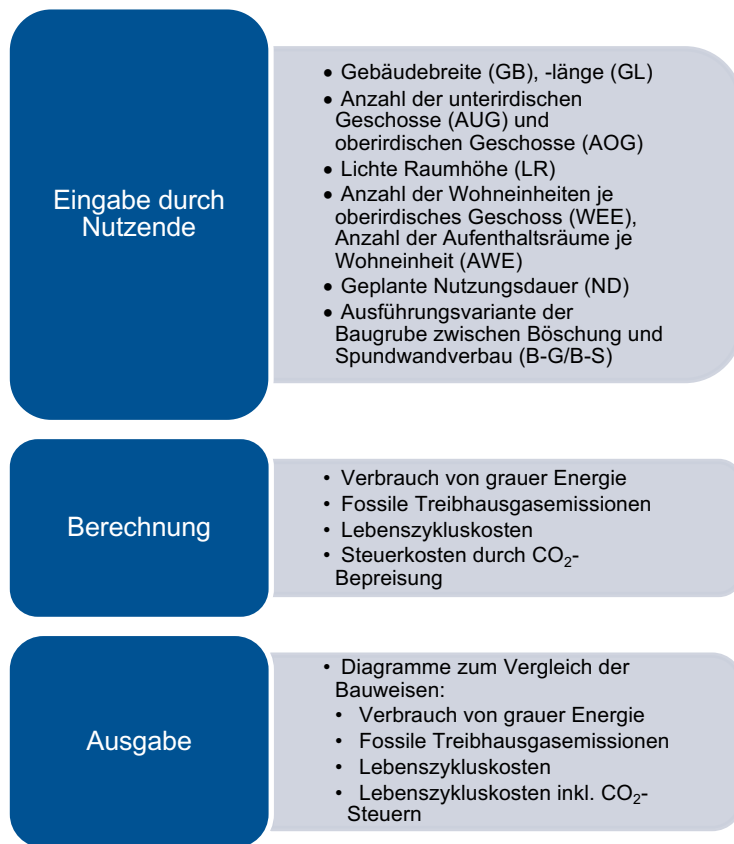 Eingabe durch
Nutzende
• Gebäudebreite (GB), -länge (GL)
• Anzahl der unterirdischen
Geschosse (AUG) und
oberirdischen Geschosse (AOG)
• Lichte Raumhöhe (LR)
• Anzahl der Wohneinheiten je
oberirdisches Geschoss (WEE),
Anzahl der Aufenthaltsräume je
Wohneinheit (AWE)
• Geplante Nutzungsdauer (ND)
• Ausführungsvariante der
Baugrube zwischen Böschung und
Spundwandverbau (B-G/B-S)
Berechnung
• Verbrauch von grauer Energie
• Fossile Treibhausgasemissionen
• Lebenszykluskosten
• Steuerkosten durch CO₂-
Bepreisung
Ausgabe
• Diagramme zum Vergleich der
Bauweisen:
• Verbrauch von grauer Energie
• Fossile Treibhausgasemissionen
• Lebenszykluskosten
• Lebenszykluskosten inkl. CO₂-
Steuern